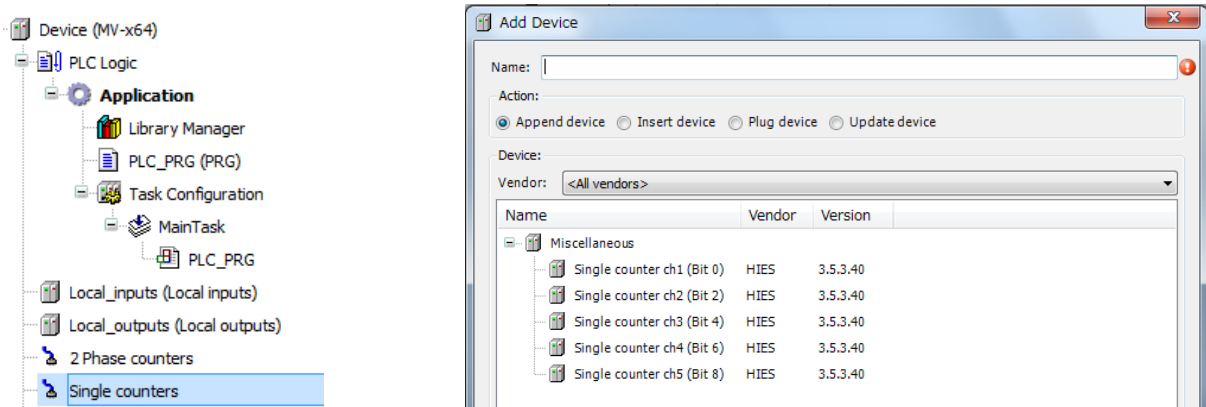 Device (MV-x64)
PLC Logic
Application
Library Manager
PLC_PRG (PRG)
Task Configuration
MainTask
PLC_PRG
Local_inputs (Local inputs)
Local_outputs (Local outputs)
2 Phase counters
Single counters
Add Device
Name:
Action:
Append device Insert device Plug device Update device
Device:
Vendor: <All vendors>
Name Vendor Version
Miscellaneous
Single counter ch1 (Bit 0) HIES 3.5.3.40
Single counter ch2 (Bit 2) HIES 3.5.3.40
Single counter ch3 (Bit 4) HIES 3.5.3.40
Single counter ch4 (Bit 6) HIES 3.5.3.40
Single counter ch5 (Bit 8) HIES 3.5.3.40